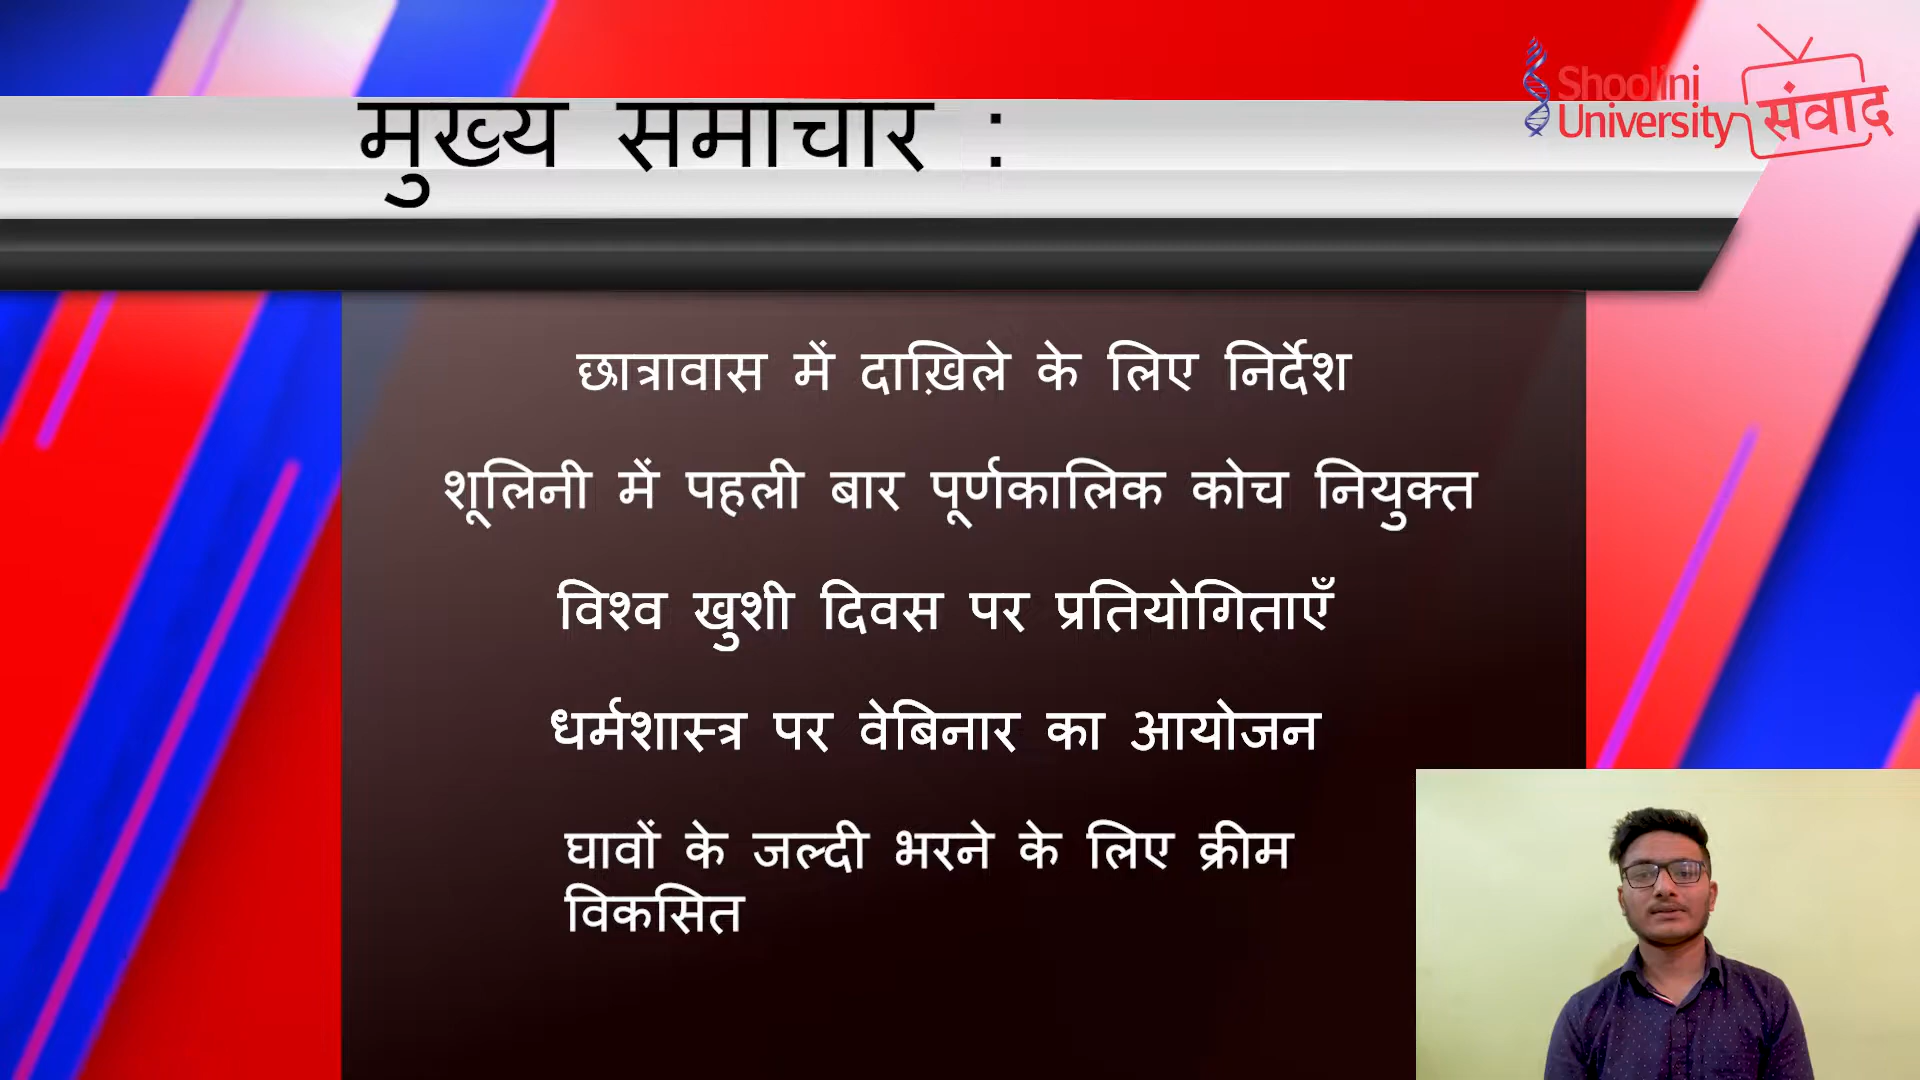 Shoolini
University
संवाद
मुख्य समाचार :
छात्रावास में दाख़िले के लिए निर्देश
शूलिनी में पहली बार पूर्णकालिक कोच नियुक्त
विश्व खुशी दिवस पर प्रतियोगिताएँ
धर्मशास्त्र पर वेबिनार का आयोजन
घावों के जल्दी भरने के लिए क्रीम
विकसित